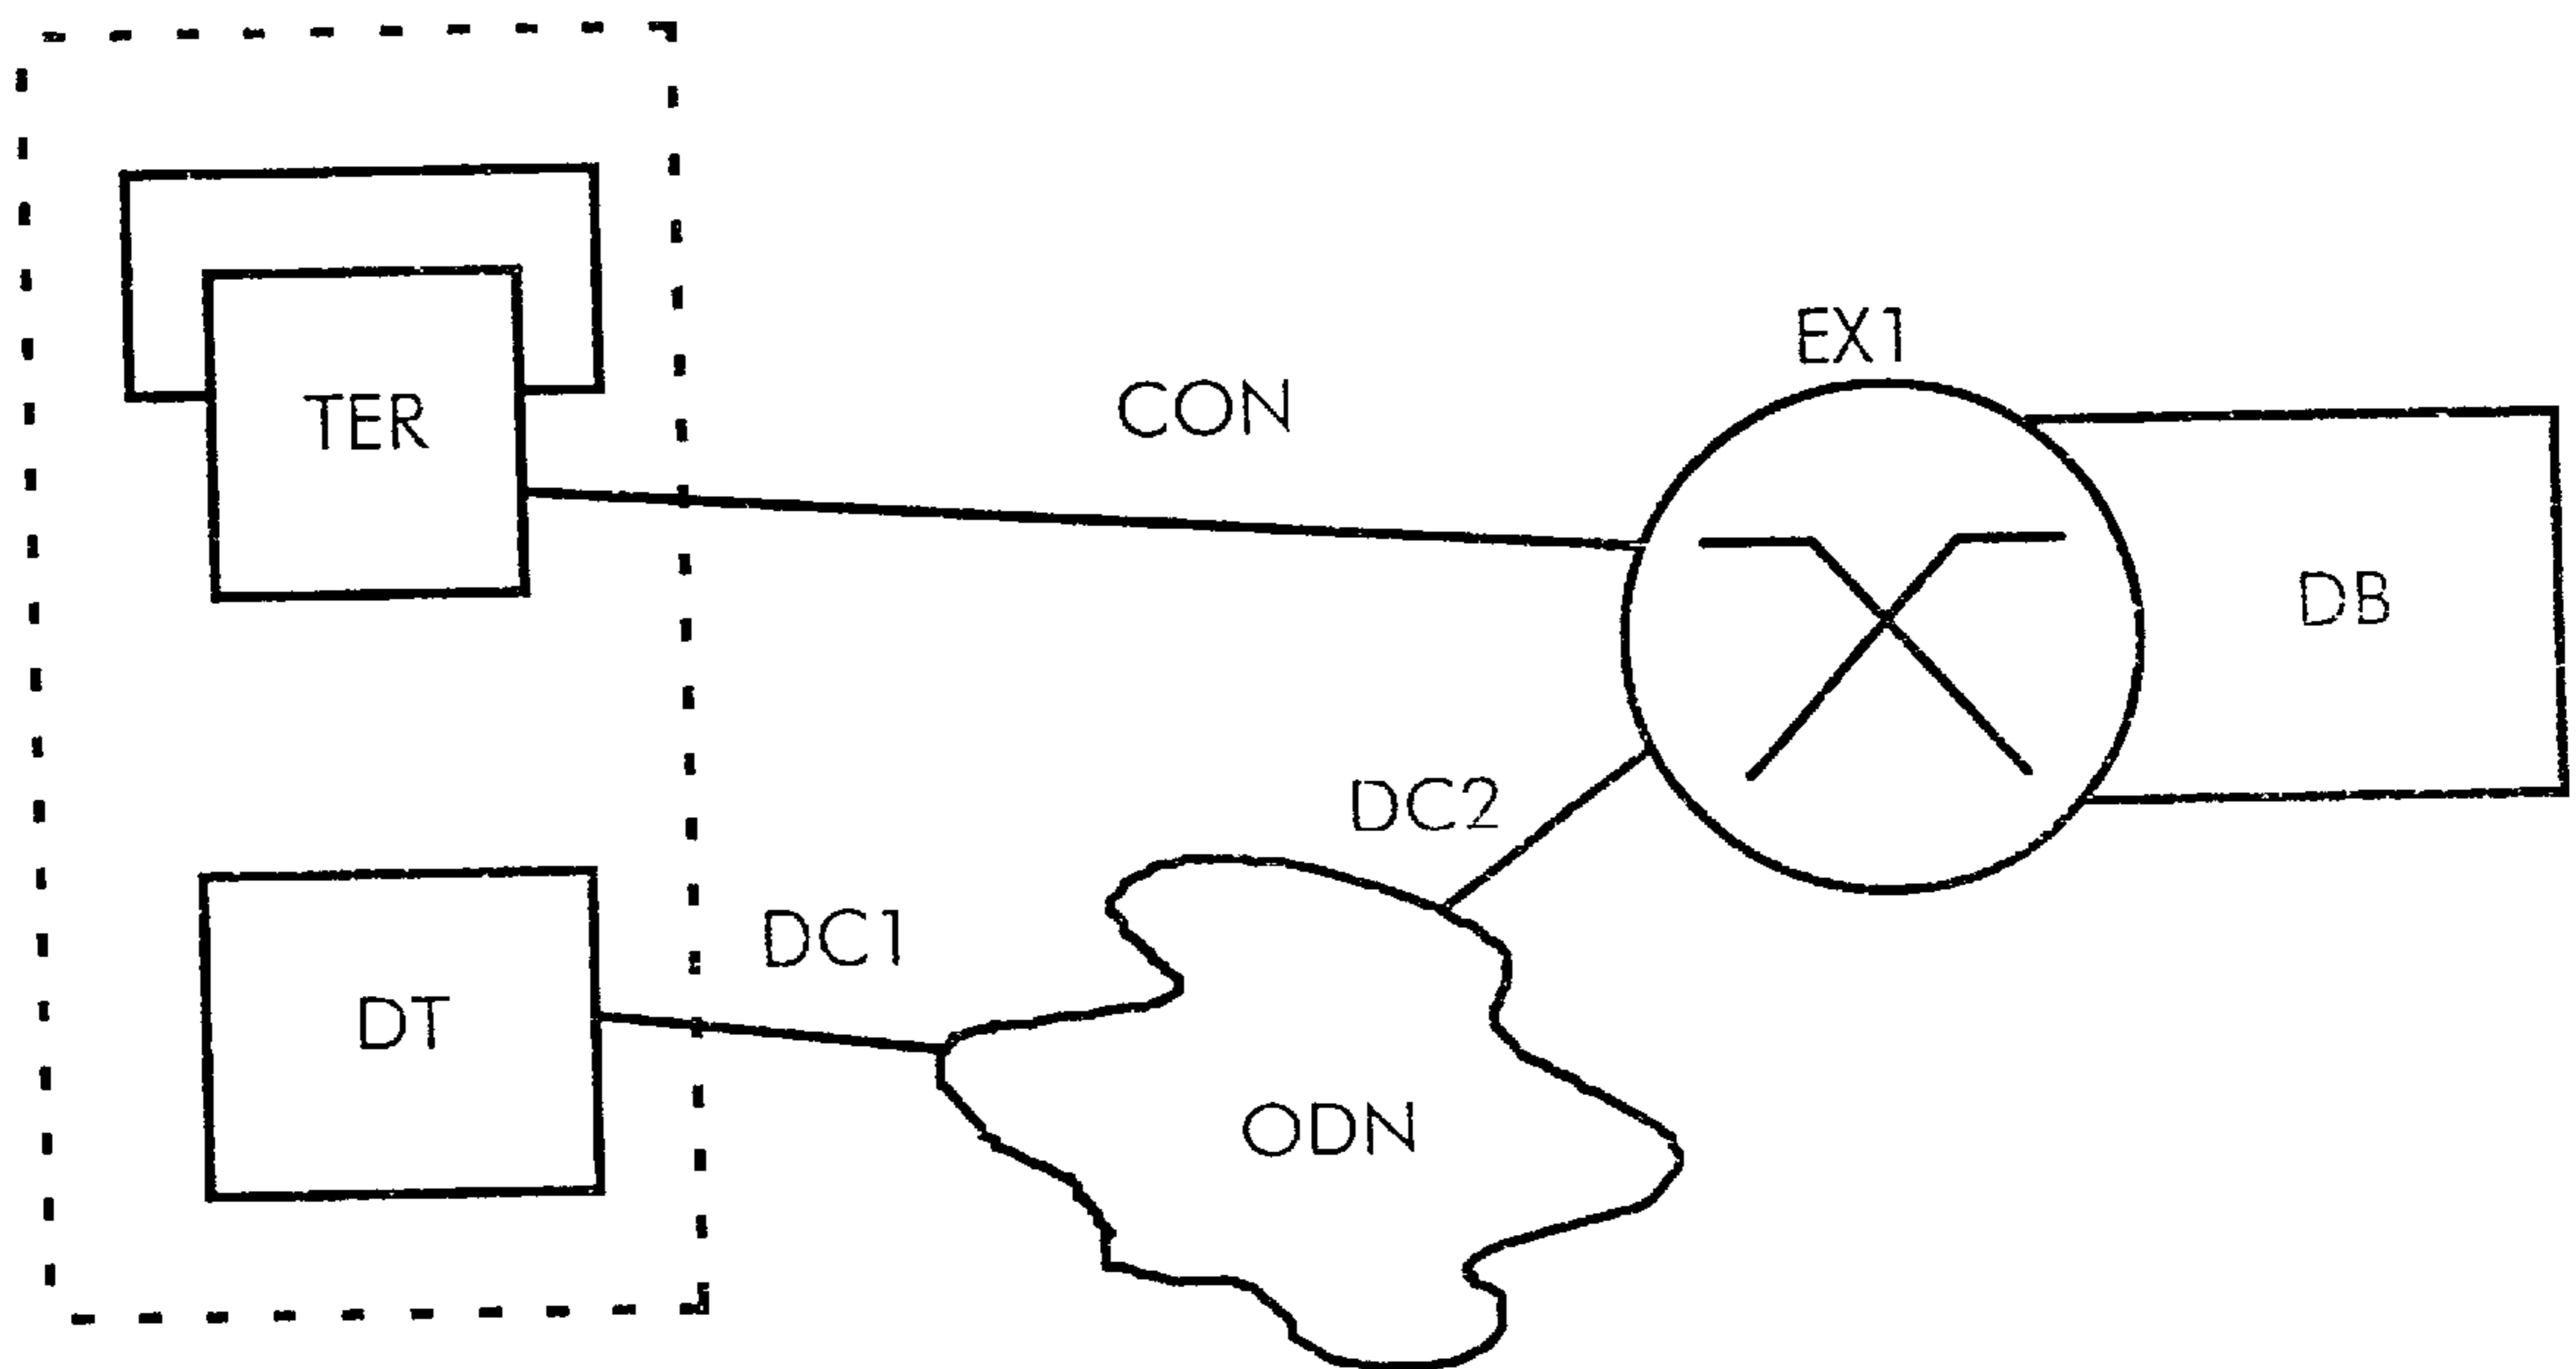 EX1
CON
TER
DB
DC2
DC1
DT
ODN